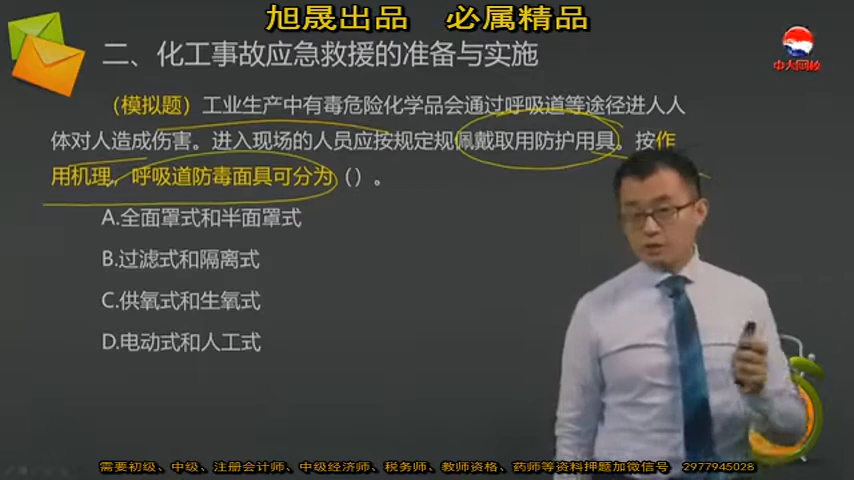 旭晟出品　必属精品
二、化工事故应急救援的准备与实施
中大网校
（模拟题）工业生产中有毒危险化学品会通过呼吸道等途径进人人
体对人造成伤害。进入现场的人员应按规定规佩戴取用防护用具。按作
用机理，呼吸道防毒面具可分为（）。
A.全面罩式和半面罩式
B.过滤式和隔离式
C.供氧式和生氧式
D.电动式和人工式
需要初级、中级、注册会计师、中级经济师、税务师、教师资格、药师等资料押题加微信号　2977945028